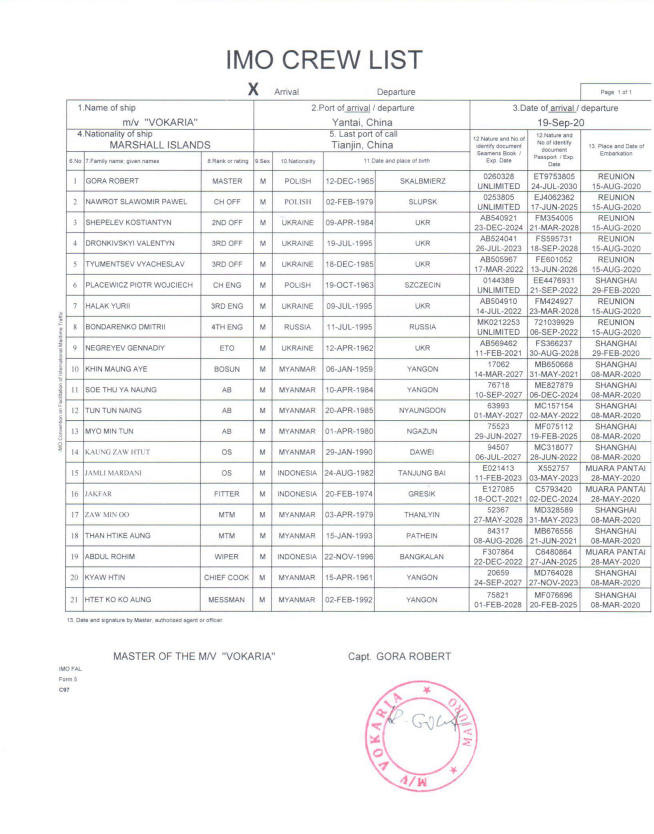 IMO CREW LIST
X Arrival Departure Page 1 of 1
1.Name of ship 2.Port of arrival / departure 3.Date of arrival / departure
m/v "VOKARIA" Yantai, China 19-Sep-20
4.Nationality of ship 5. Last port of call 12.Nature and No.of identify document Seamens Book / Exp. Date 12.Nature and No.of identify document Passport / Exp. Date 13. Place and Date of Embarkation
MARSHALL ISLANDS Tianjin, China
6.No 7.Family name: given names 8.Rank or rating 9.Sex 10.Nationality 11.Date and place of birth
1 GORA ROBERT MASTER M POLISH 12-DEC-1965 SKALBMIERZ 0260328 UNLIMITED ET9753805 24-JUL-2030 REUNION 15-AUG-2020
2 NAWROT SLAWOMIR PAWEL CH OFF M POLISH 02-FEB-1979 SLUPSK 0253805 UNLIMITED EJ4062362 17-JUN-2025 REUNION 15-AUG-2020
3 SHEPELEV KOSTIANTYN 2ND OFF M UKRAINE 09-APR-1984 UKR AB540921 23-DEC-2024 FM354005 21-MAR-2028 REUNION 15-AUG-2020
4 DRONKIVSKYI VALENTYN 3RD OFF M UKRAINE 19-JUL-1995 UKR AB524041 26-JUL-2023 FS595731 18-SEP-2028 REUNION 15-AUG-2020
5 TYUMENTSEV VYACHESLAV 3RD OFF M UKRAINE 18-DEC-1985 UKR AB505967 17-MAR-2022 FE601052 13-JUN-2026 REUNION 15-AUG-2020
6 PLACEWICZ PIOTR WOJCIECH CH ENG M POLISH 19-OCT-1963 SZCZECIN 0144389 UNLIMITED EE4476931 21-SEP-2022 SHANGHAI 29-FEB-2020
7 HALAK YURII 3RD ENG M UKRAINE 09-JUL-1995 UKR AB504910 14-JUL-2022 FM424927 23-MAR-2028 REUNION 15-AUG-2020
8 BONDARENKO DMITRII 4TH ENG M RUSSIA 11-JUL-1995 RUSSIA MK0212253 UNLIMITED 721039929 06-SEP-2022 REUNION 15-AUG-2020
9 NEGREYEV GENNADIY ETO M UKRAINE 12-APR-1962 UKR AB569462 11-FEB-2021 FS366237 30-AUG-2028 SHANGHAI 29-FEB-2020
10 KHIN MAUNG AYE BOSUN M MYANMAR 06-JAN-1959 YANGON 17062 14-MAR-2027 MB650668 31-MAY-2021 SHANGHAI 08-MAR-2020
11 SOE THU YA NAUNG AB M MYANMAR 10-APR-1984 YANGON 76718 10-SEP-2027 ME827879 06-DEC-2024 SHANGHAI 08-MAR-2020
12 TUN TUN NAING AB M MYANMAR 20-APR-1985 NYAUNGDON 63993 01-MAY-2027 MC157154 02-MAY-2022 SHANGHAI 08-MAR-2020
13 MYO MIN TUN AB M MYANMAR 01-APR-1980 NGAZUN 75523 29-JUN-2027 MF075112 19-FEB-2025 SHANGHAI 08-MAR-2020
14 KAUNG ZAW HTUT OS M MYANMAR 29-JAN-1990 DAWEI 94507 06-JUL-2027 MC318077 28-JUN-2022 SHANGHAI 08-MAR-2020
15 JAMLI MARDANI OS M INDONESIA 24-AUG-1982 TANJUNG BAI E021413 11-FEB-2023 X552757 03-MAY-2023 MUARA PANTAI 28-MAY-2020
16 JAKFAR FITTER M INDONESIA 20-FEB-1974 GRESIK E127085 18-OCT-2021 C5793420 02-DEC-2024 MUARA PANTAI 28-MAY-2020
17 ZAW MIN OO MTM M MYANMAR 03-APR-1979 THANLYIN 52367 27-MAY-2028 MD328589 31-MAY-2023 SHANGHAI 08-MAR-2020
18 THAN HTIKE AUNG MTM M MYANMAR 15-JAN-1993 PATHEIN 84317 08-AUG-2026 MB676556 21-JUN-2021 SHANGHAI 08-MAR-2020
19 ABDUL ROHIM WIPER M INDONESIA 22-NOV-1996 BANGKALAN F307864 22-DEC-2022 C6480864 27-JAN-2025 MUARA PANTAI 28-MAY-2020
20 KYAW HTIN CHIEF COOK M MYANMAR 15-APR-1961 YANGON 20659 24-SEP-2027 MD764028 27-NOV-2023 SHANGHAI 08-MAR-2020
21 HTET KO KO AUNG MESSMAN M MYANMAR 02-FEB-1992 YANGON 75821 01-FEB-2028 MF076696 20-FEB-2025 SHANGHAI 08-MAR-2020
IMO Convention on Facilitation of International Maritime Traffic
13. Date and signature by Master, authorised agent or officer.
MASTER OF THE M/V "VOKARIA" Capt. GORA ROBERT
IMO FAL
Form 5
C97
M/V VOKARIA MAJURO
R. Gora